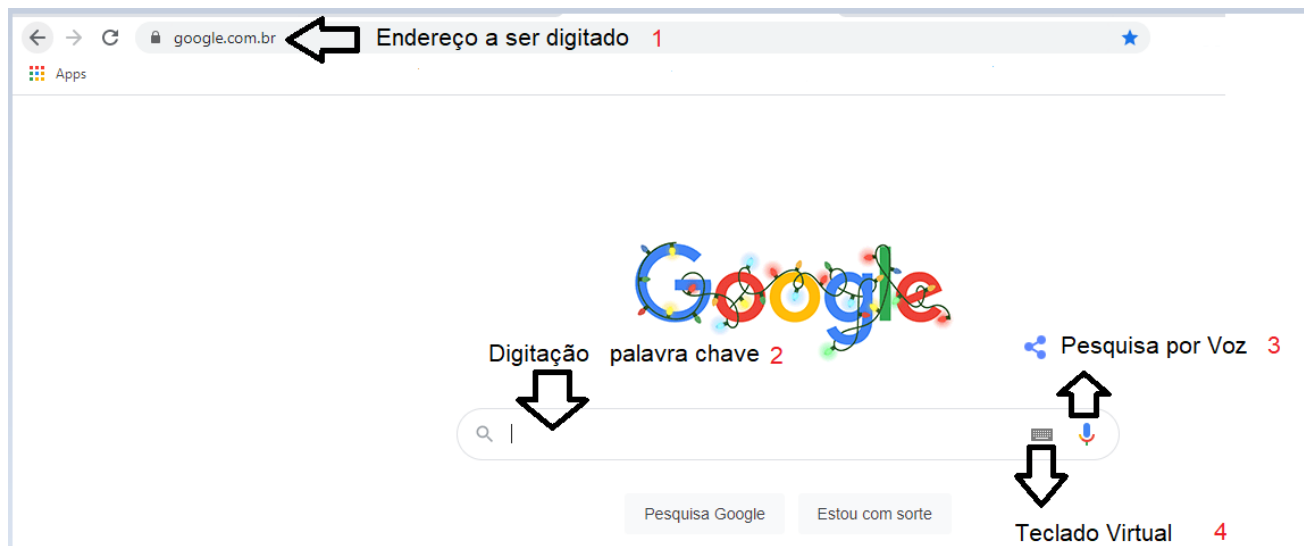 google.com.br Endereço a ser digitado 1
Apps
Google
Digitação palavra chave 2
Pesquisa por Voz 3
Pesquisa Google Estou com sorte
Teclado Virtual 4